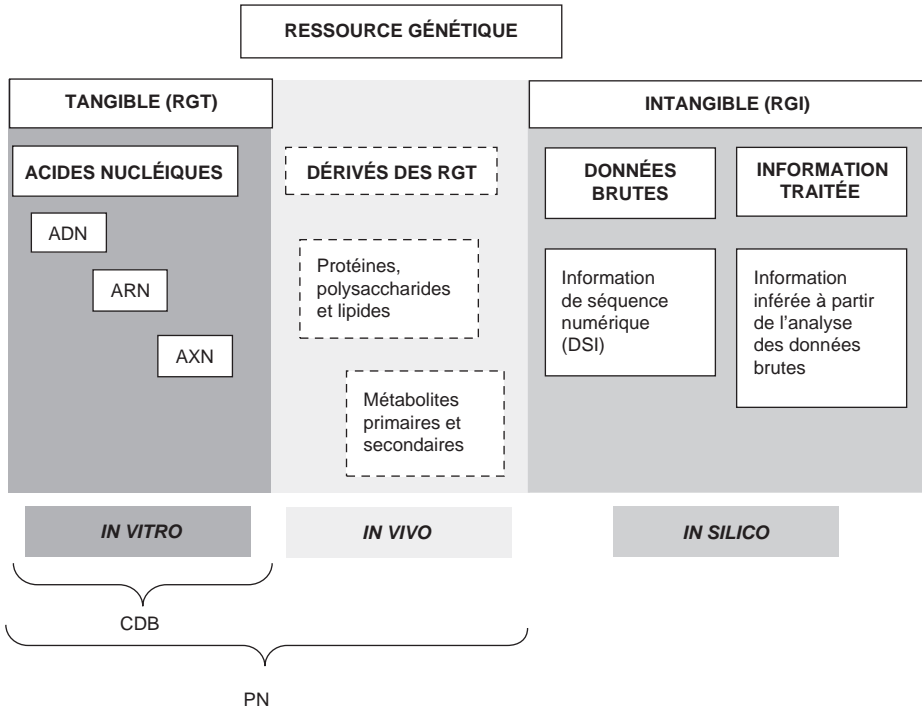 RESSOURCE GÉNÉTIQUE
TANGIBLE (RGT)
INTANGIBLE (RGI)
ACIDES NUCLÉIQUES
ADN
ARN
AXN
DÉRIVÉS DES RGT
Protéines,
polysaccharides
et lipides
Métabolites
primaires et
secondaires
DONNÉES
BRUTES
Information
de séquence
numérique
(DSI)
INFORMATION
TRAITÉE
Information
inférée à partir
de l’analyse
des données
brutes
IN VITRO
IN VIVO
IN SILICO
CDB
PN